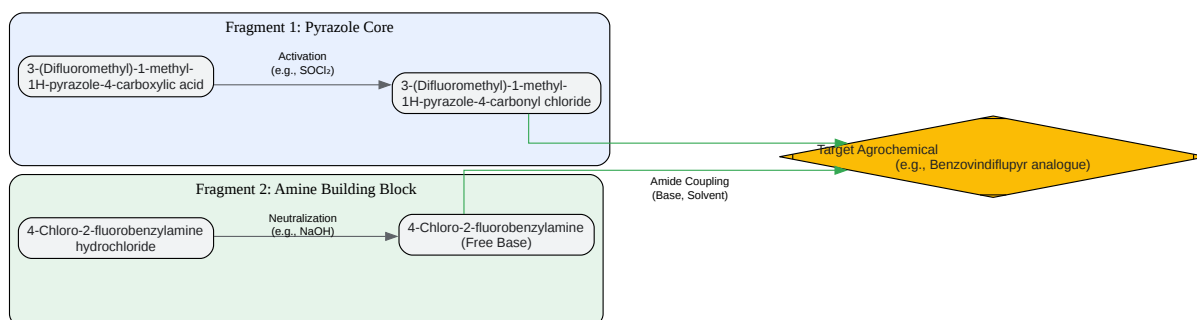 Fragment 1: Pyrazole Core
3-(Difluoromethyl)-1-methyl-
1H-pyrazole-4-carboxylic acid
Activation
(e.g., SOCl₂)
3-(Difluoromethyl)-1-methyl-
1H-pyrazole-4-carbonyl chloride
Target Agrochemical
(e.g., Benzovindiflupyr analogue)
Amide Coupling
(Base, Solvent)
Fragment 2: Amine Building Block
4-Chloro-2-fluorobenzylamine
hydrochloride
Neutralization
(e.g., NaOH)
4-Chloro-2-fluorobenzylamine
(Free Base)